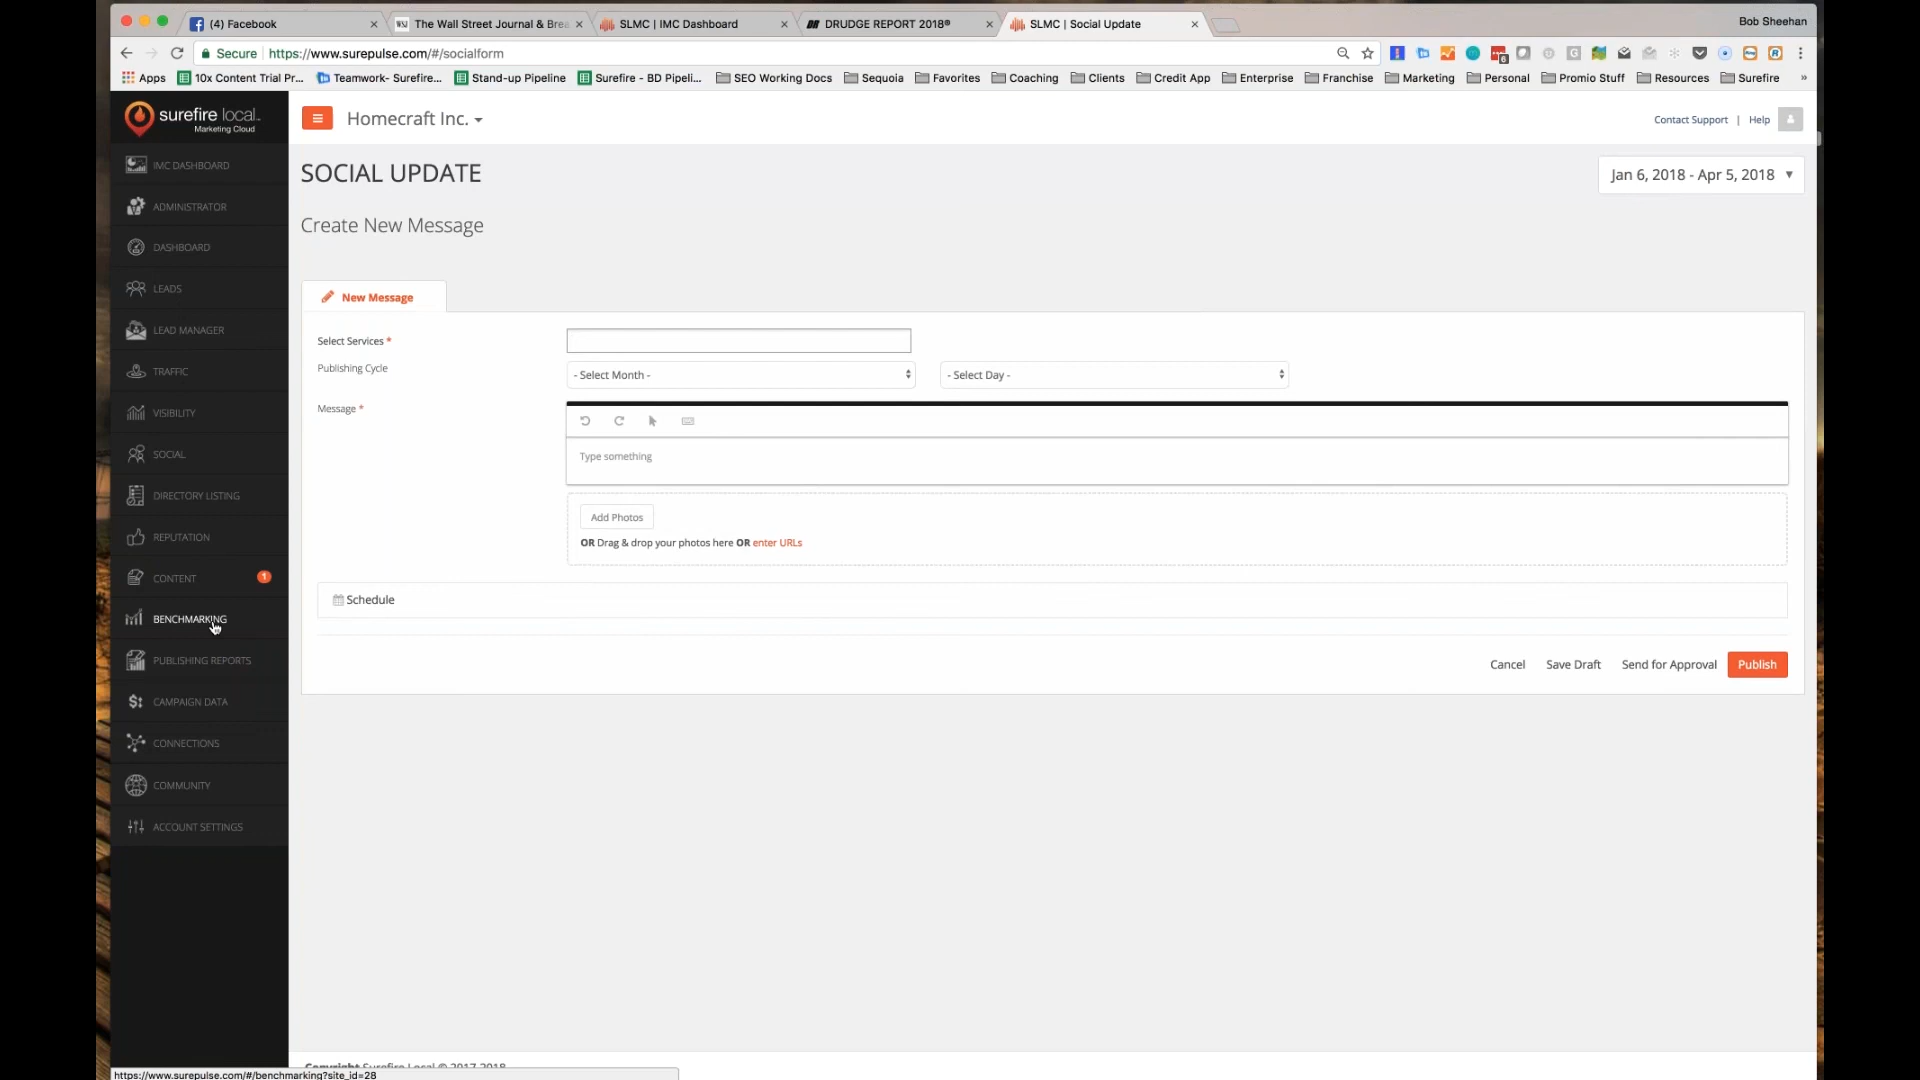 (4) Facebook
The Wall Street Journal & Brea
SLMC | IMC Dashboard
DRUDGE REPORT 2018®
SLMC | Social Update
Bob Sheehan
Secure https://www.surepulse.com/#/socialform
Apps 10x Content Trial Pr... Teamwork- Surefire... Stand-up Pipeline Surefire - BD Pipeli... SEO Working Docs Sequoia Favorites Coaching Clients Credit App Enterprise Franchise Marketing Personal Promio Stuff Resources Surefire »
surefire local
Marketing Cloud
Homecraft Inc.
Contact Support | Help
IMC DASHBOARD
ADMINISTRATOR
DASHBOARD
LEADS
LEAD MANAGER
TRAFFIC
VISIBILITY
SOCIAL
DIRECTORY LISTING
REPUTATION
CONTENT 1
BENCHMARKING
PUBLISHING REPORTS
CAMPAIGN DATA
CONNECTIONS
COMMUNITY
ACCOUNT SETTINGS
SOCIAL UPDATE
Jan 6, 2018 - Apr 5, 2018
Create New Message
New Message
Select Services *
Publishing Cycle
- Select Month -
- Select Day -
Message *
Type something
Add Photos
OR Drag & drop your photos here OR enter URLs
Schedule
Cancel Save Draft Send for Approval Publish
Copyright Surefire Local © 2017-2018
https://www.surepulse.com/#/benchmarking?site_id=28